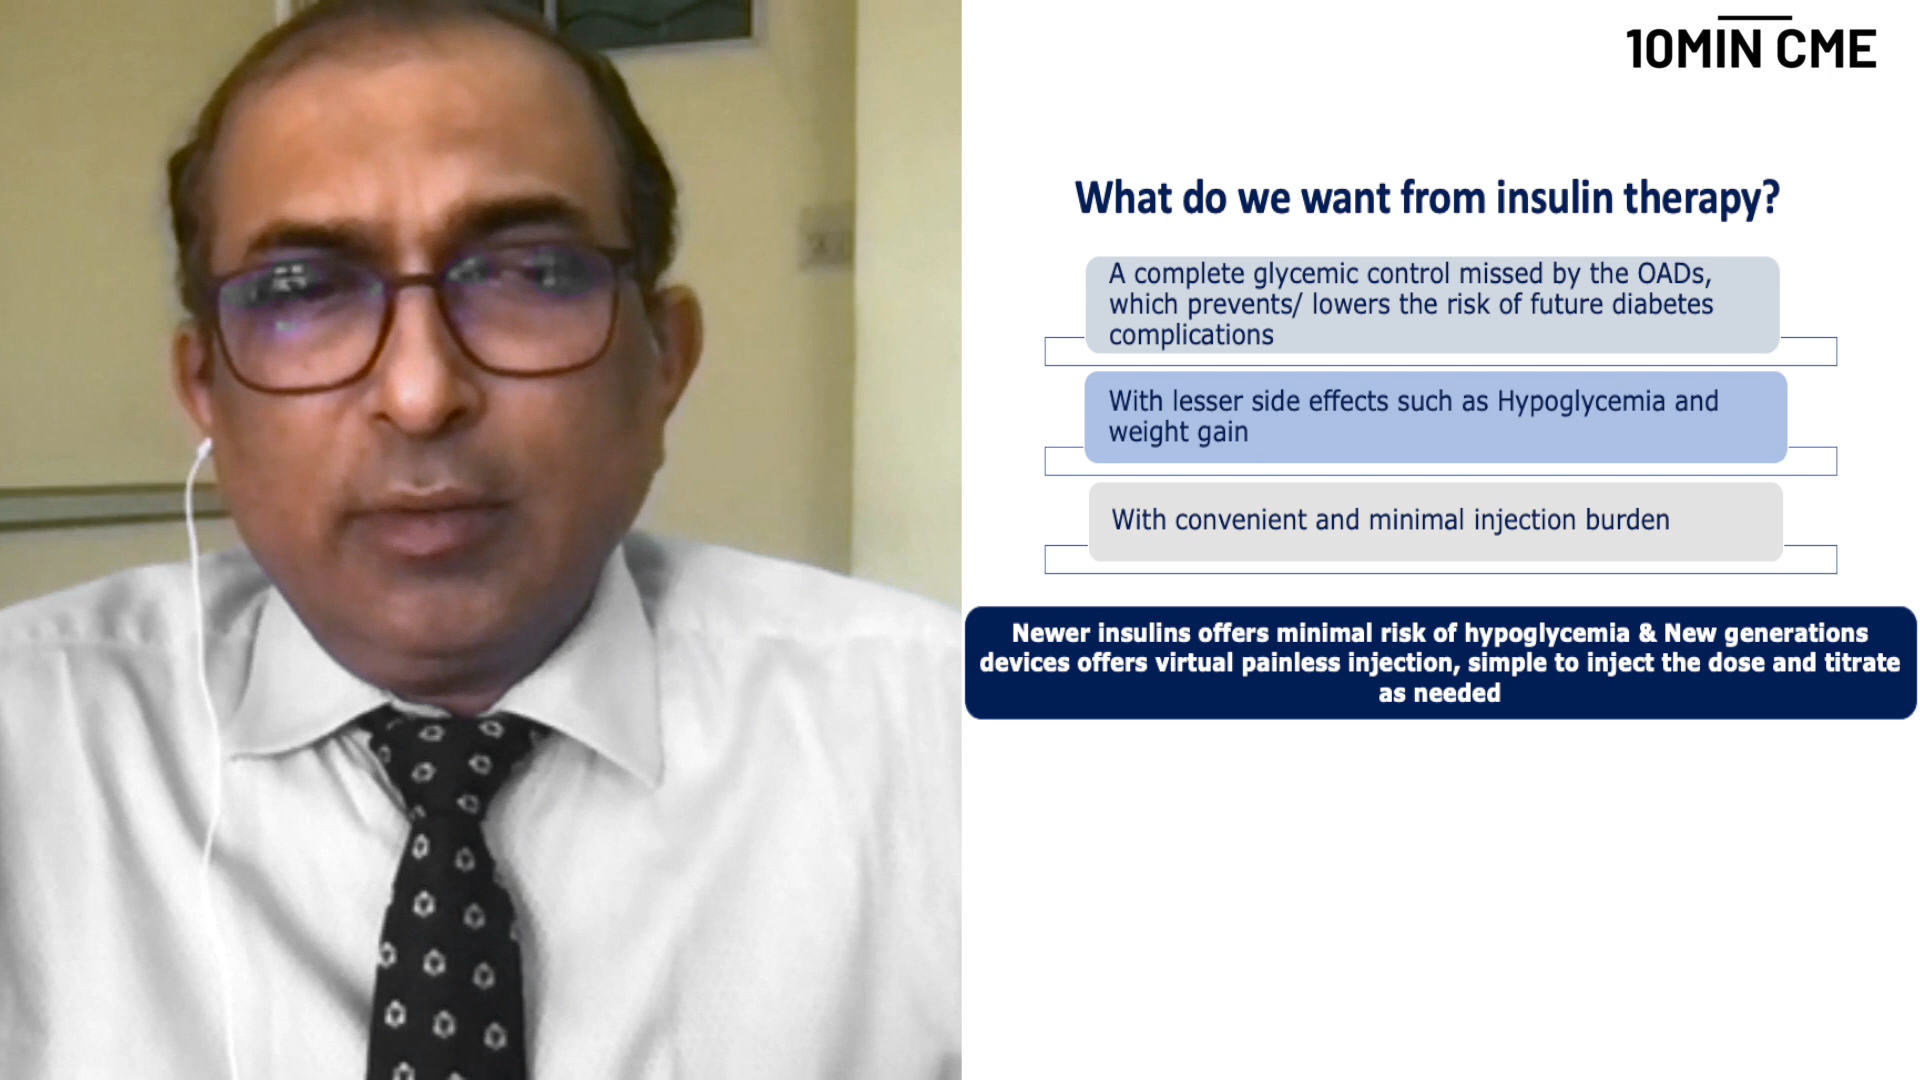 10MIN CME
What do we want from insulin therapy?
A complete glycemic control missed by the OADs,
which prevents/ lowers the risk of future diabetes
complications
With lesser side effects such as Hypoglycemia and
weight gain
With convenient and minimal injection burden
Newer insulins offers minimal risk of hypoglycemia & New generations
devices offers virtual painless injection, simple to inject the dose and titrate
as needed